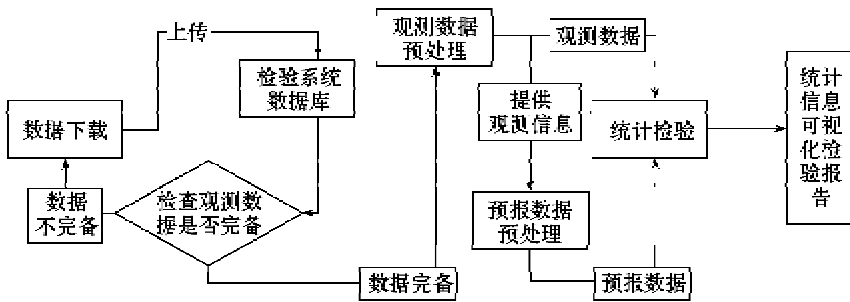 数据下载
上传
检验系统
数据库
检查观测数
据是否完备
数据
不完备
数据完备
观测数据
预处理
观测数据
提供
观测信息
预报数据
预处理
预报数据
统计检验
统计
信息
可视
化检
验报
告